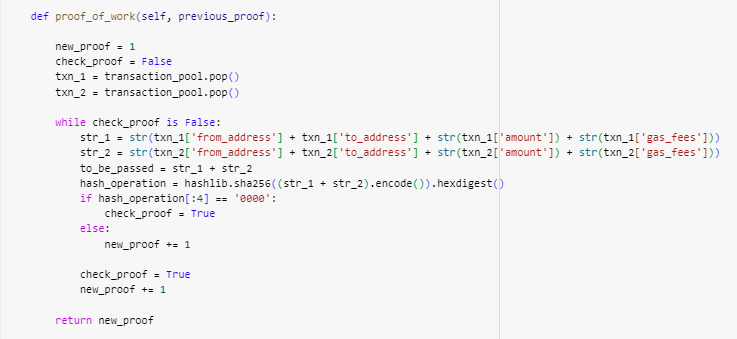 def proof_of_work(self, previous_proof):
new_proof = 1
check_proof = False
txn_1 = transaction_pool.pop()
txn_2 = transaction_pool.pop()
while check_proof is False:
str_1 = str(txn_1['from_address'] + txn_1['to_address'] + str(txn_1['amount']) + str(txn_1['gas_fees']))
str_2 = str(txn_2['from_address'] + txn_2['to_address'] + str(txn_2['amount']) + str(txn_2['gas_fees']))
to_be_passed = str_1 + str_2
hash_operation = hashlib.sha256((str_1 + str_2).encode()).hexdigest()
if hash_operation[:4] == '0000':
check_proof = True
else:
new_proof += 1
check_proof = True
new_proof += 1
return new_proof